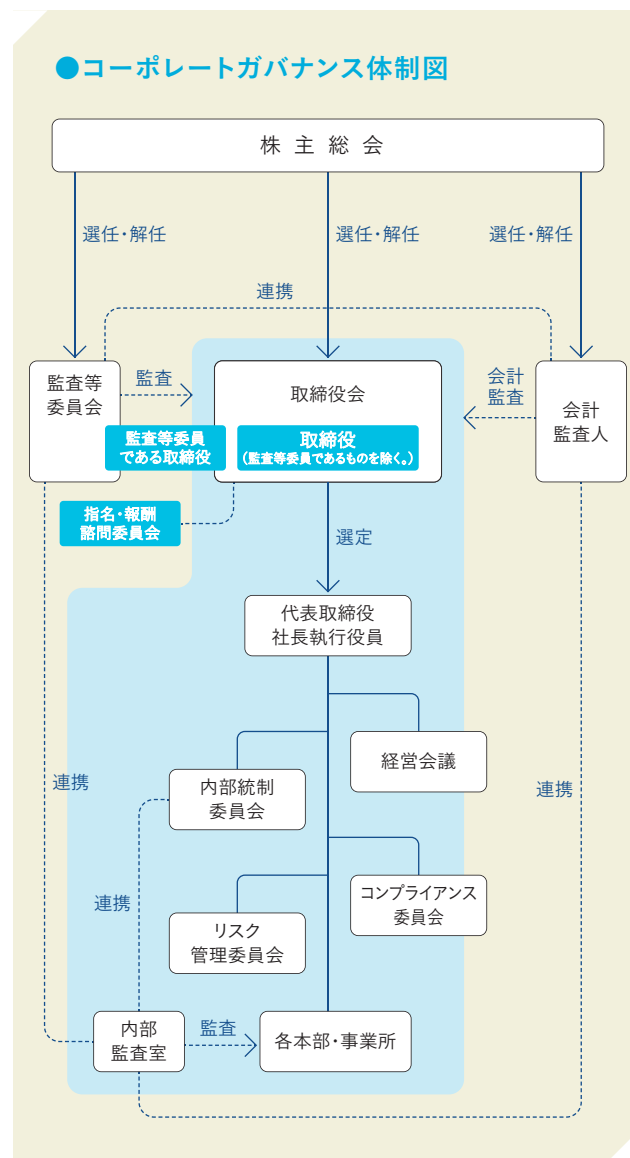 ●コーポレートガバナンス体制図
株主総会
選任・解任
選任・解任
選任・解任
連携
監査等
委員会
監査
取締役会
会計
監査
会計
監査人
監査等委員
である取締役
取締役
(監査等委員であるものを除く。)
指名・報酬
諮問委員会
選定
代表取締役
社長執行役員
経営会議
内部統制
委員会
連携
連携
コンプライアンス
委員会
連携
リスク
管理委員会
内部
監査室
監査
各本部・事業所